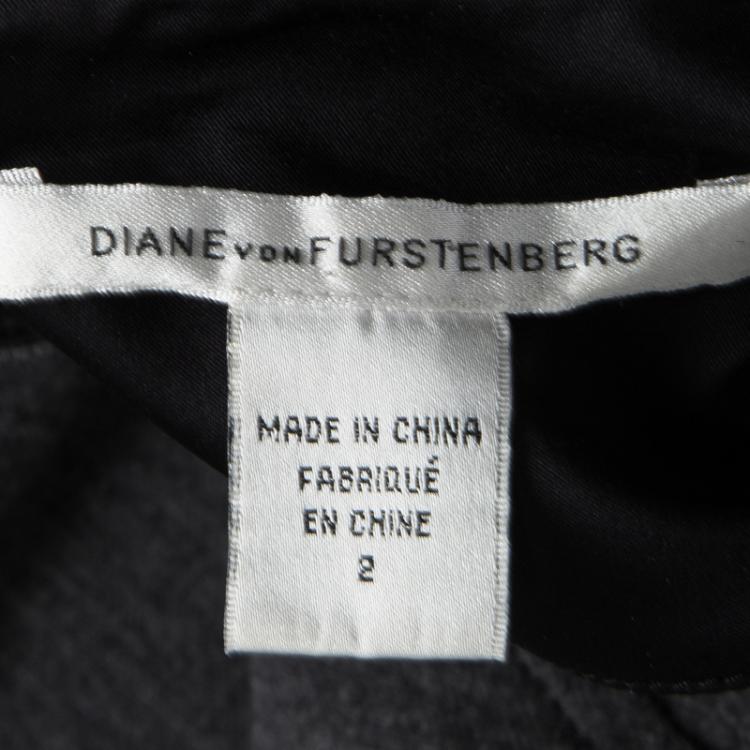 DIANE VON FURSTENBERG
MADE IN CHINA
FABRIQUÉ
EN CHINE
2